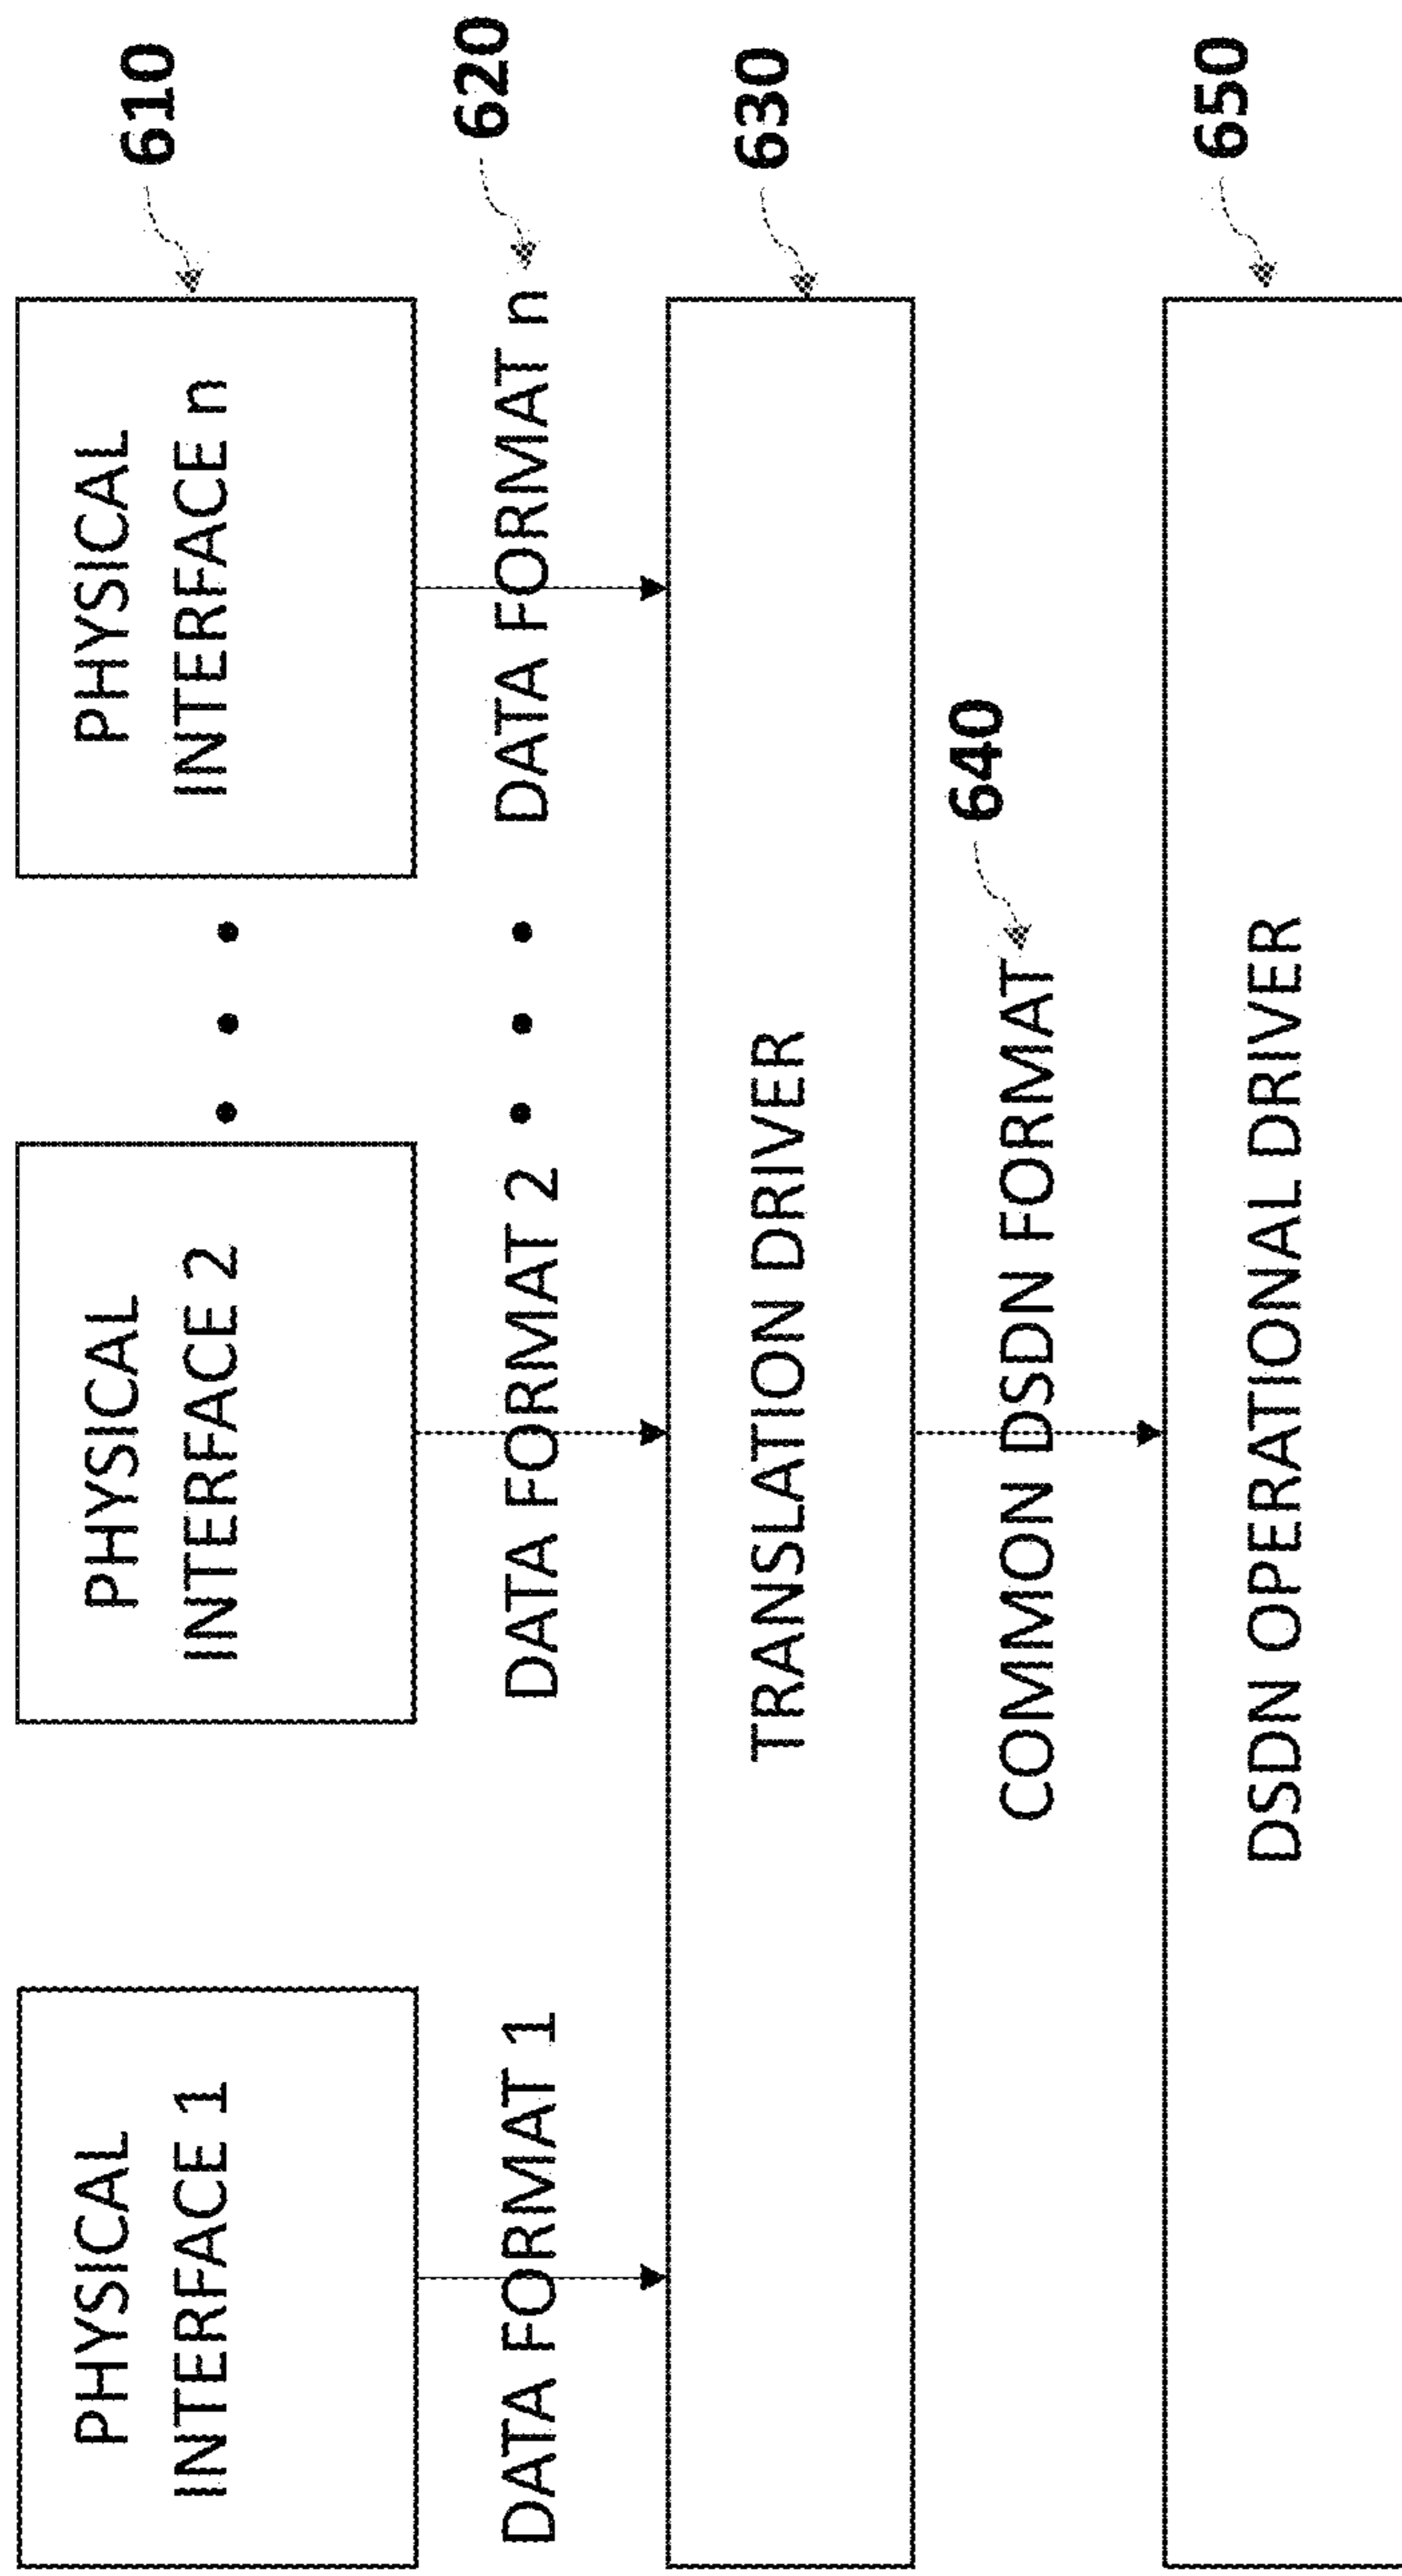 PHYSICAL
INTERFACE 1
PHYSICAL
INTERFACE 2
• • •
PHYSICAL
INTERFACE n
610
DATA FORMAT 1
DATA FORMAT 2
• • •
DATA FORMAT n
620
TRANSLATION DRIVER
630
COMMON DSDN FORMAT
640
DSDN OPERATIONAL DRIVER
650